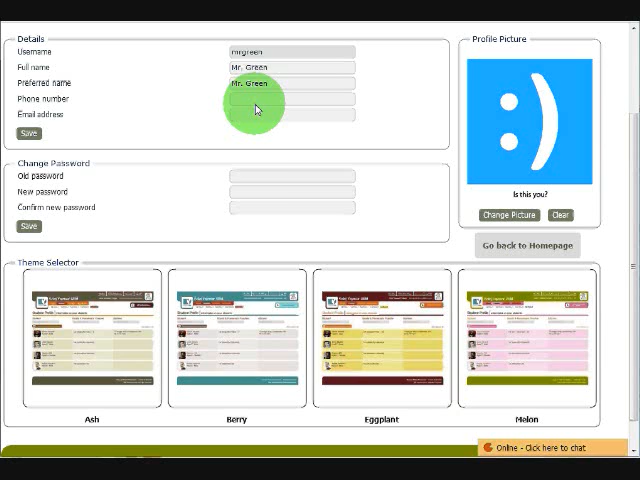 Details
Username
mrgreen
Full name
Mr. Green
Preferred name
Mr. Green
Phone number
Email address
Save
Profile Picture
:)
Is this you?
Change Picture
Clear
Change Password
Old password
New password
Confirm new password
Save
Go back to Homepage
Theme Selector
Ash
Berry
Eggplant
Melon
Online - Click here to chat